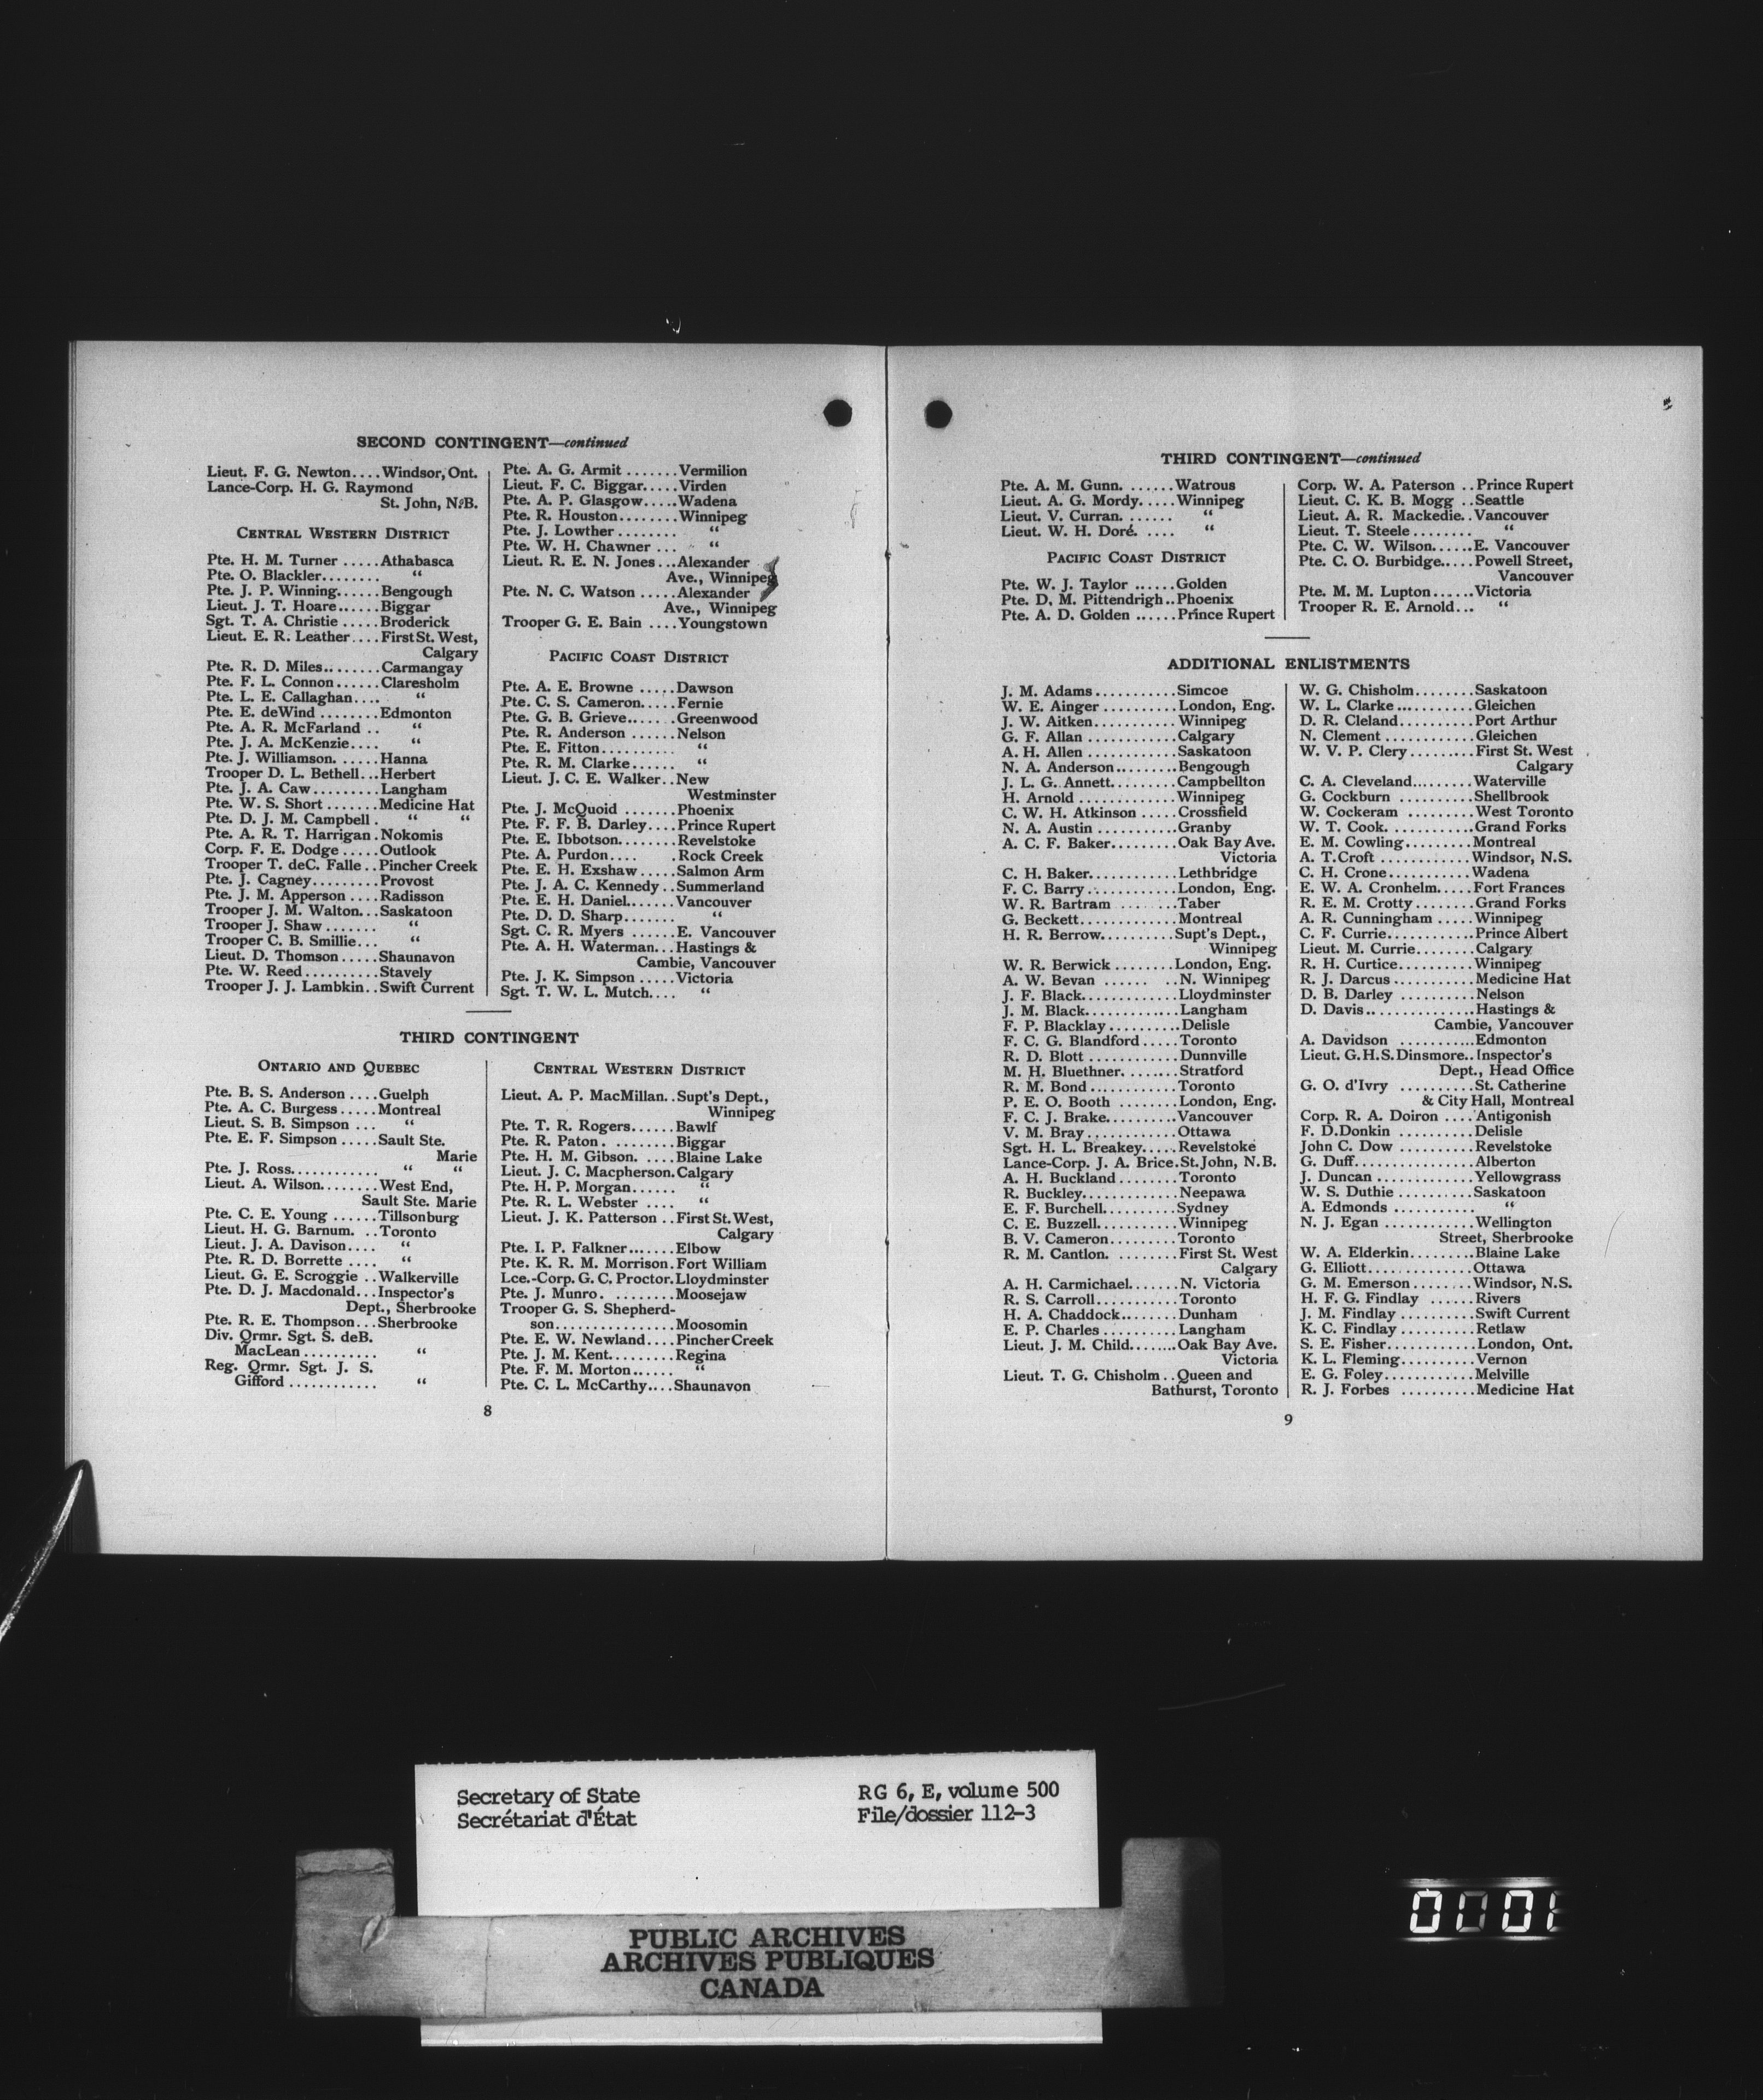 SECOND CONTINGENT—continued
Lieut. F. G. Newton....Windsor, Ont.
Lance-Corp. H. G. Raymond
St. John, N.B.
CENTRAL WESTERN DISTRICT
Pte. H. M. Turner .....Athabasca
Pte. O. Blackler........ “
Pte. J. P. Winning......Bengough
Lieut. J. T. Hoare......Biggar
Sgt. T. A. Christie .....Broderick
Lieut. E. R. Leather....First St. West,
Calgary
Pte. R. D. Miles........Carmangay
Pte. F. L. Connon......Claresholm
Pte. L. E. Callaghan.... “
Pte. E. deWind ........Edmonton
Pte. A. R. McFarland .. “
Pte. J. A. McKenzie.... “
Pte. J. Williamson. ......Hanna
Trooper D. L. Bethell...Herbert
Pte. J. A. Caw.........Langham
Pte. W. S. Short .......Medicine Hat
Pte. D. J. M. Campbell . “ “
Pte. A. R. T. Harrigan.Nokomis
Corp. F. E. Dodge .....Outlook
Trooper T. deC. Falle ..Pincher Creek
Pte. J. Cagney.........Provost
Pte. J. M. Apperson ....Radisson
Trooper J. M. Walton...Saskatoon
Trooper J. Shaw ....... “
Trooper C. B. Smillie... “
Lieut. D. Thomson .....Shaunavon
Pte. W. Reed..........Stavely
Trooper J. J. Lambkin..Swift Current
Pte. A. G. Armit .......Vermilion
Lieut. F. C. Biggar.....Virden
Pte. A. P. Glasgow.....Wadena
Pte. R. Houston........Winnipeg
Pte. J. Lowther........ “
Pte. W. H. Chawner ... “
Lieut. R. E. N. Jones...Alexander
Ave., Winnipeg
Pte. N. C. Watson .....Alexander
Ave., Winnipeg
Trooper G. E. Bain ....Youngstown
PACIFIC COAST DISTRICT
Pte. A. E. Browne .....Dawson
Pte. C. S. Cameron.....Fernie
Pte. G. B. Grieve.......Greenwood
Pte. R. Anderson ......Nelson
Pte. E. Fitton.......... “
Pte. R. M. Clarke...... “
Lieut. J. C. E. Walker..New
Westminster
Pte. J. McQuoid .......Phoenix
Pte. F. F. B. Darley....Prince Rupert
Pte. E. Ibbotson........Revelstoke
Pte. A. Purdon.... .Rock Creek
Pte. E. H. Exshaw.....Salmon Arm
Pte. J. A. C. Kennedy..Summerland
Pte. E. H. Daniel.......Vancouver
Pte. D. D. Sharp....... “
Sgt. C. R. Myers ......E. Vancouver
Pte. A. H. Waterman...Hastings &
Cambie, Vancouver
Pte. J. K. Simpson .....Victoria
Sgt. T. W. L. Mutch.... “
THIRD CONTINGENT
ONTARIO AND QUEBEC
Pte. B. S. Anderson ....Guelph
Pte. A. C. Burgess.....Montreal
Lieut. S. B. Simpson ... “
Pte. E. F. Simpson .....Sault Ste.
Marie
Pte. J. Ross............ “ “
Lieut. A. Wilson........West End,
Sault Ste. Marie
Pte. C. E. Young ......Tillsonburg
Lieut. H. G. Barnum. ..Toronto
Lieut. J. A. Davison.... “
Pte. R. D. Borrette .... “
Lieut. G. E. Scroggie ..Walkerville
Pte. D. J. Macdonald...Inspector's
Dept., Sherbrooke
Pte. R. E. Thompson...Sherbrooke
Div. Qrmr. Sgt. S. deB.
MacLean.......... “
Reg. Qrmr. Sgt. J. S.
Gifford ............ “
CENTRAL WESTERN DISTRICT
Lieut. A. P. MacMillan..Supt's Dept.,
Winnipeg
Pte. T. R. Rogers......Bawlf
Pte. R. Paton. ........Biggar
Pte. H. M. Gibson. ....Blaine Lake
Lieut. J. C. Macpherson.Calgary
Pte. H. P. Morgan...... “
Pte. R. L. Webster .... “
Lieut. J. K. Patterson ..First St. West,
Calgary
Pte. I. P. Falkner.......Elbow
Pte. K. R. M. Morrison.Fort William
Lce.-Corp. G. C. Proctor.Lloydminster
Pte. J. Munro. ........Moosejaw
Trooper G. S. Shepherd-
son................Moosomin
Pte. E. W. Newland....Pincher Creek
Pte. J. M. Kent.........Regina
Pte. F. M. Morton...... “
Pte. C. L. McCarthy....Shaunavon
8
THIRD CONTINGENT—continued
Pte. A. M. Gunn. ......Watrous
Lieut. A. G. Mordy.....Winnipeg
Lieut. V. Curran. ...... “
Lieut. W. H. Doré. .... “
PACIFIC COAST DISTRICT
Pte. W. J. Taylor ......Golden
Pte. D. M. Pittendrigh..Phoenix
Pte. A. D. Golden ......Prince Rupert
Corp. W. A. Paterson ..Prince Rupert
Lieut. C. K. B. Mogg ..Seattle
Lieut. A. R. Mackedie..Vancouver
Lieut. T. Steele........ “
Pte. C. W. Wilson......E. Vancouver
Pte. C. O. Burbidge.....Powell Street,
Vancouver
Pte. M. M. Lupton......Victoria
Trooper R. E. Arnold... “
ADDITIONAL ENLISTMENTS
J. M. Adams...........Simcoe
W. E. Ainger ..........London, Eng.
J. W. Aitken...........Winnipeg
G. F. Allan ............Calgary
A. H. Allen ............Saskatoon
N. A. Anderson.........Bengough
J. L. G. Annett.........Campbellton
H. Arnold .............Winnipeg
C. W. H. Atkinson .....Crossfield
N. A. Austin ...........Granby
A. C. F. Baker.........Oak Bay Ave.
Victoria
C. H. Baker............Lethbridge
F. C. Barry ............London, Eng.
W. R. Bartram ........Taber
G. Beckett.............Montreal
H. R. Berrow..........Supt's Dept.,
Winnipeg
W. R. Berwick ........London, Eng.
A. W. Bevan ...... ..N. Winnipeg
J. F. Black.............Lloydminster
J. M. Black.............Langham
F. P. Blacklay..........Delisle
F. C. G. Blandford.....Toronto
R. D. Blott ............Dunnville
M. H. Bluethner........Stratford
R. M. Bond ............Toronto
P. E. O. Booth ........London, Eng.
F. C. J. Brake..........Vancouver
V. M. Bray............Ottawa
Sgt. H. L. Breakey.....Revelstoke
Lance-Corp. J. A. Brice.St. John, N.B.
A. H. Buckland........Toronto
R. Buckley.............Neepawa
E. F. Burchell..........Sydney
C. E. Buzzell...........Winnipeg
B. V. Cameron.........Toronto
R. M. Cantlon. ........First St. West
Calgary
A. H. Carmichael.......N. Victoria
R. S. Carroll...........Toronto
H. A. Chaddock........Dunham
E. P. Charles ..........Langham
Lieut. J. M. Child.......Oak Bay Ave.
Victoria
Lieut. T. G. Chisholm..Queen and
Bathurst, Toronto
W. G. Chisholm........Saskatoon
W. L. Clarke...........Gleichen
D. R. Cleland..........Port Arthur
N. Clement ............Gleichen
W. V. P. Clery.........First St. West
Calgary
C. A. Cleveland.........Waterville
G. Cockburn ..........Shellbrook
W. Cockeram .........West Toronto
W. T. Cook. ...........Grand Forks
E. M. Cowling.........Montreal
A. T. Croft ............Windsor, N.S.
C. H. Crone...........Wadena
E. W. A. Cronhelm.....Fort Frances
R. E. M. Crotty........Grand Forks
A. R. Cunningham .....Winnipeg
C. F. Currie............Prince Albert
Lieut. M. Currie........Calgary
R. H. Curtice..........Winnipeg
R. J. Darcus...........Medicine Hat
D. B. Darley ..........Nelson
D. Davis...............Hastings &
Cambie, Vancouver
A. Davidson ...........Edmonton
Lieut. G.H.S. Dinsmore..Inspector's
Dept., Head Office
G. O. d'Ivry ..........St. Catherine
& City Hall, Montreal
Corp. R. A. Doiron ....Antigonish
F. D. Donkin ..........Delisle
John C. Dow ..........Revelstoke
G. Duff................Alberton
J. Duncan .............Yellowgrass
W. S. Duthie ..........Saskatoon
A. Edmonds ........... “
N. J. Egan ............Wellington
Street, Sherbrooke
W. A. Elderkin.........Blaine Lake
G. Elliott..............Ottawa
G. M. Emerson........Windsor, N.S.
H. F. G. Findlay ......Rivers
J. M. Findlay ..........Swift Current
K. C. Findlay..........Retlaw
S. E. Fisher............London, Ont.
K. L. Fleming..........Vernon
E. G. Foley............Melville
R. J. Forbes ..........Medicine Hat
9
Secretary of State
Secrétariat d'État
RG 6, E, volume 500
File/dossier 112-3
PUBLIC ARCHIVES
ARCHIVES PUBLIQUES
CANADA